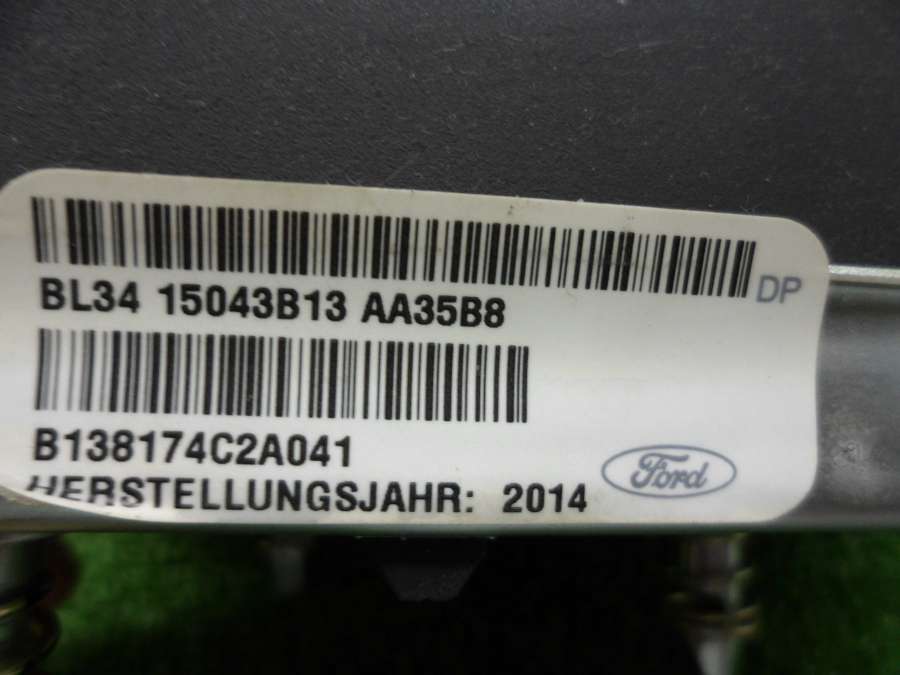 DP
BL34 15043B13 AA35B8
B138174C2A041
Ford
HERSTELLUNGSJAHR: 2014